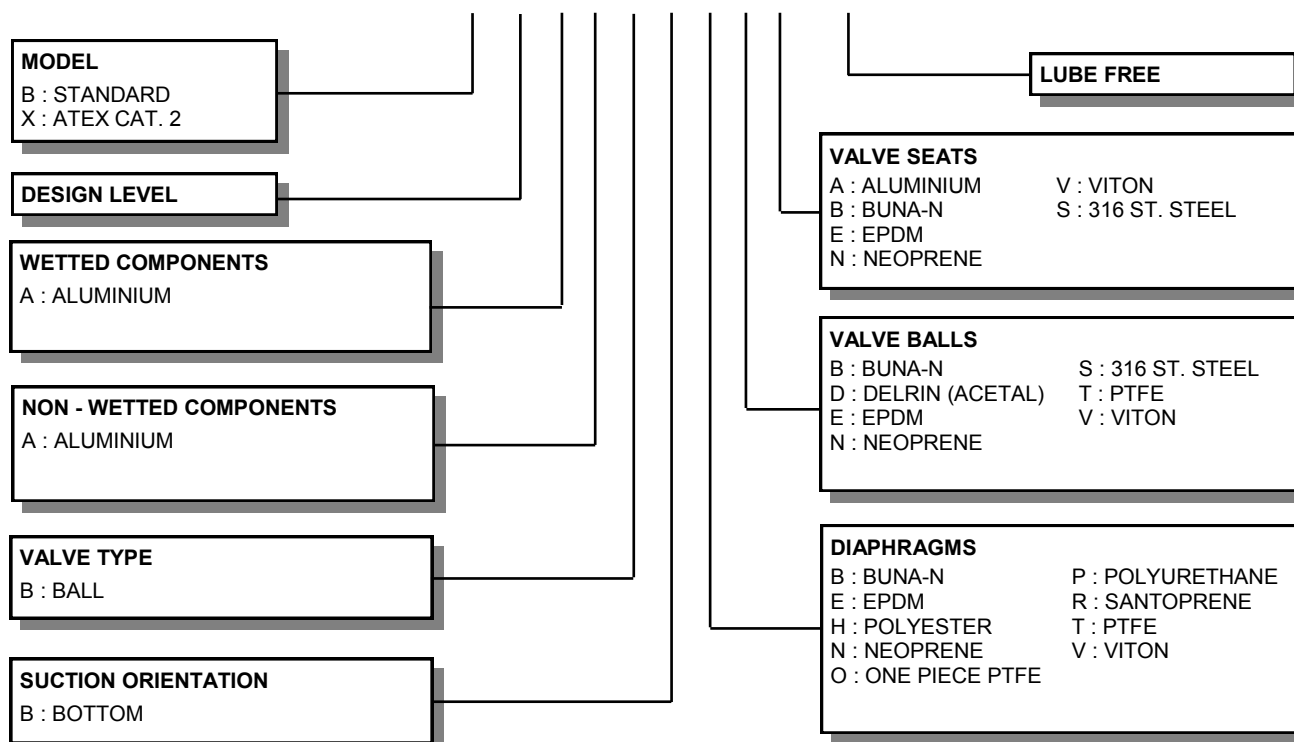 MODEL
B : STANDARD
X : ATEX CAT. 2
DESIGN LEVEL
WETTED COMPONENTS
A : ALUMINIUM
NON - WETTED COMPONENTS
A : ALUMINIUM
VALVE TYPE
B : BALL
SUCTION ORIENTATION
B : BOTTOM
LUBE FREE
VALVE SEATS
A : ALUMINIUM V : VITON
B : BUNA-N S : 316 ST. STEEL
E : EPDM
N : NEOPRENE
VALVE BALLS
B : BUNA-N S : 316 ST. STEEL
D : DELRIN (ACETAL) T : PTFE
E : EPDM V : VITON
N : NEOPRENE
DIAPHRAGMS
B : BUNA-N P : POLYURETHANE
E : EPDM R : SANTOPRENE
H : POLYESTER T : PTFE
N : NEOPRENE V : VITON
O : ONE PIECE PTFE